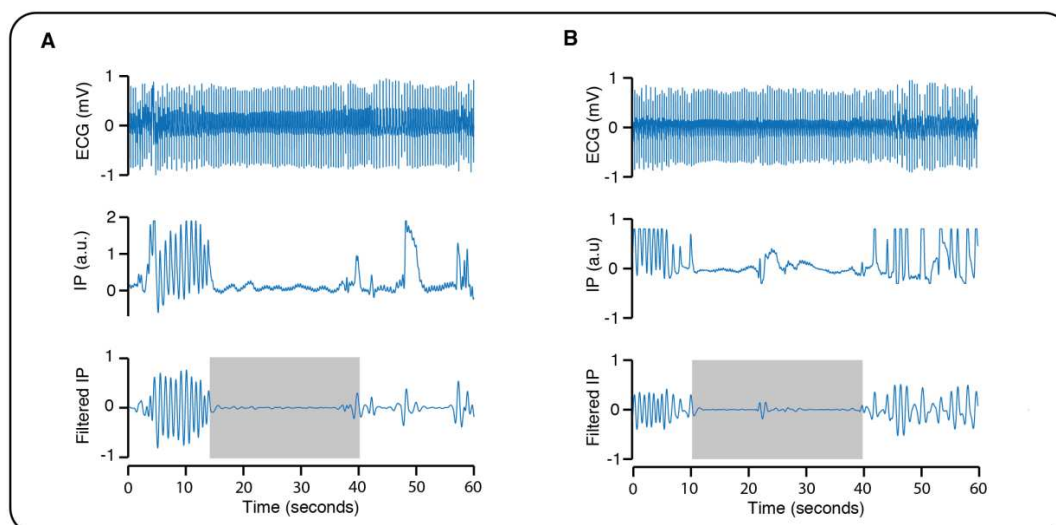 A
B
1
0
-1
ECG (mV)
1
0
-1
ECG (mV)
2
1
0
IP (a.u.)
1
0
-1
IP (a.u)
1
0
-1
Filtered IP
1
0
-1
Filtered IP
0 10 20 30 40 50 60
Time (seconds)
0 10 20 30 40 50 60
Time (seconds)